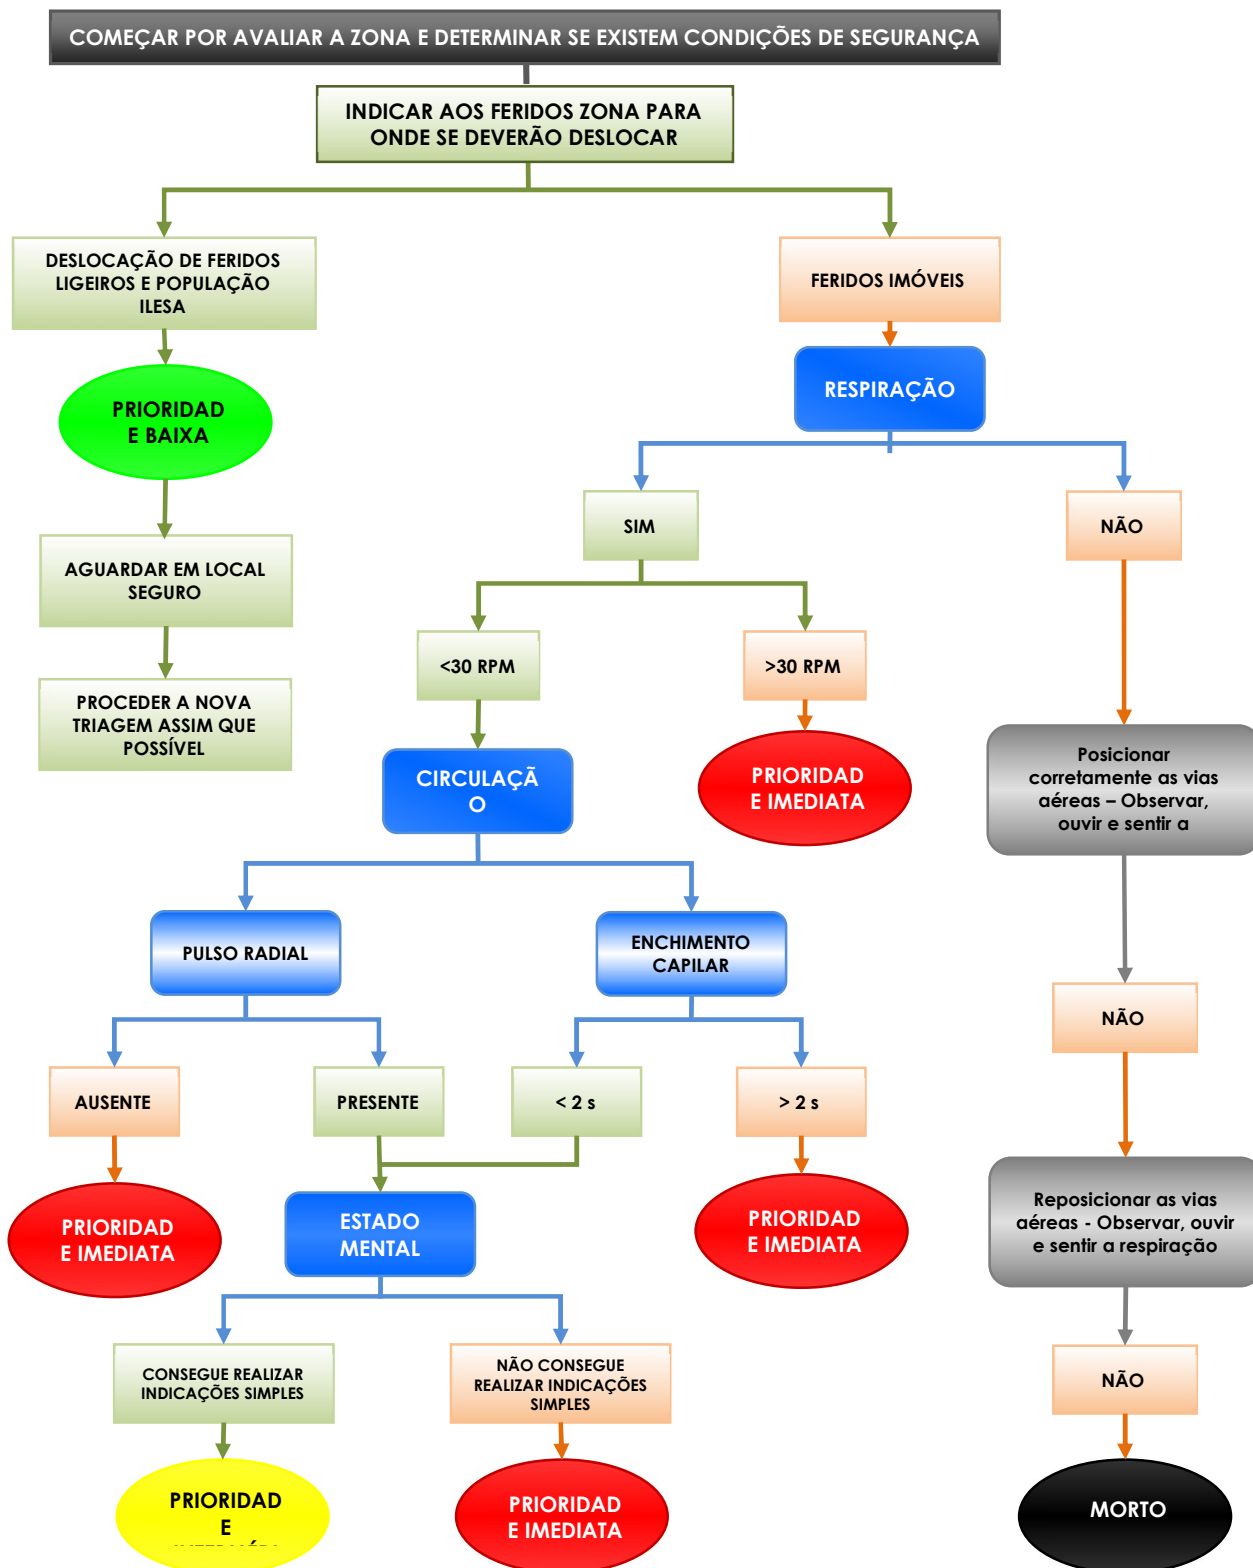 COMEÇAR POR AVALIAR A ZONA E DETERMINAR SE EXISTEM CONDIÇÕES DE SEGURANÇA
INDICAR AOS FERIDOS ZONA PARA
ONDE SE DEVERÃO DESLOCAR
DESLOCAÇÃO DE FERIDOS
LIGEIROS E POPULAÇÃO
ILESA
FERIDOS IMÓVEIS
RESPIRAÇÃO
PRIORIDAD
E BAIXA
SIM
NÃO
AGUARDAR EM LOCAL
SEGURO
<30 RPM
>30 RPM
PROCEDER A NOVA
TRIAGEM ASSIM QUE
POSSÍVEL
CIRCULAÇÃ
O
PRIORIDAD
E IMEDIATA
Posicionar
corretamente as vias
aéreas – Observar,
ouvir e sentir a
PULSO RADIAL
ENCHIMENTO
CAPILAR
NÃO
AUSENTE
PRESENTE
< 2 s
> 2 s
PRIORIDAD
E IMEDIATA
ESTADO
MENTAL
PRIORIDAD
E IMEDIATA
Reposicionar as vias
aéreas - Observar, ouvir
e sentir a respiração
CONSEGUE REALIZAR
INDICAÇÕES SIMPLES
NÃO CONSEGUE
REALIZAR INDICAÇÕES
SIMPLES
NÃO
PRIORIDAD
E
PRIORIDAD
E IMEDIATA
MORTO